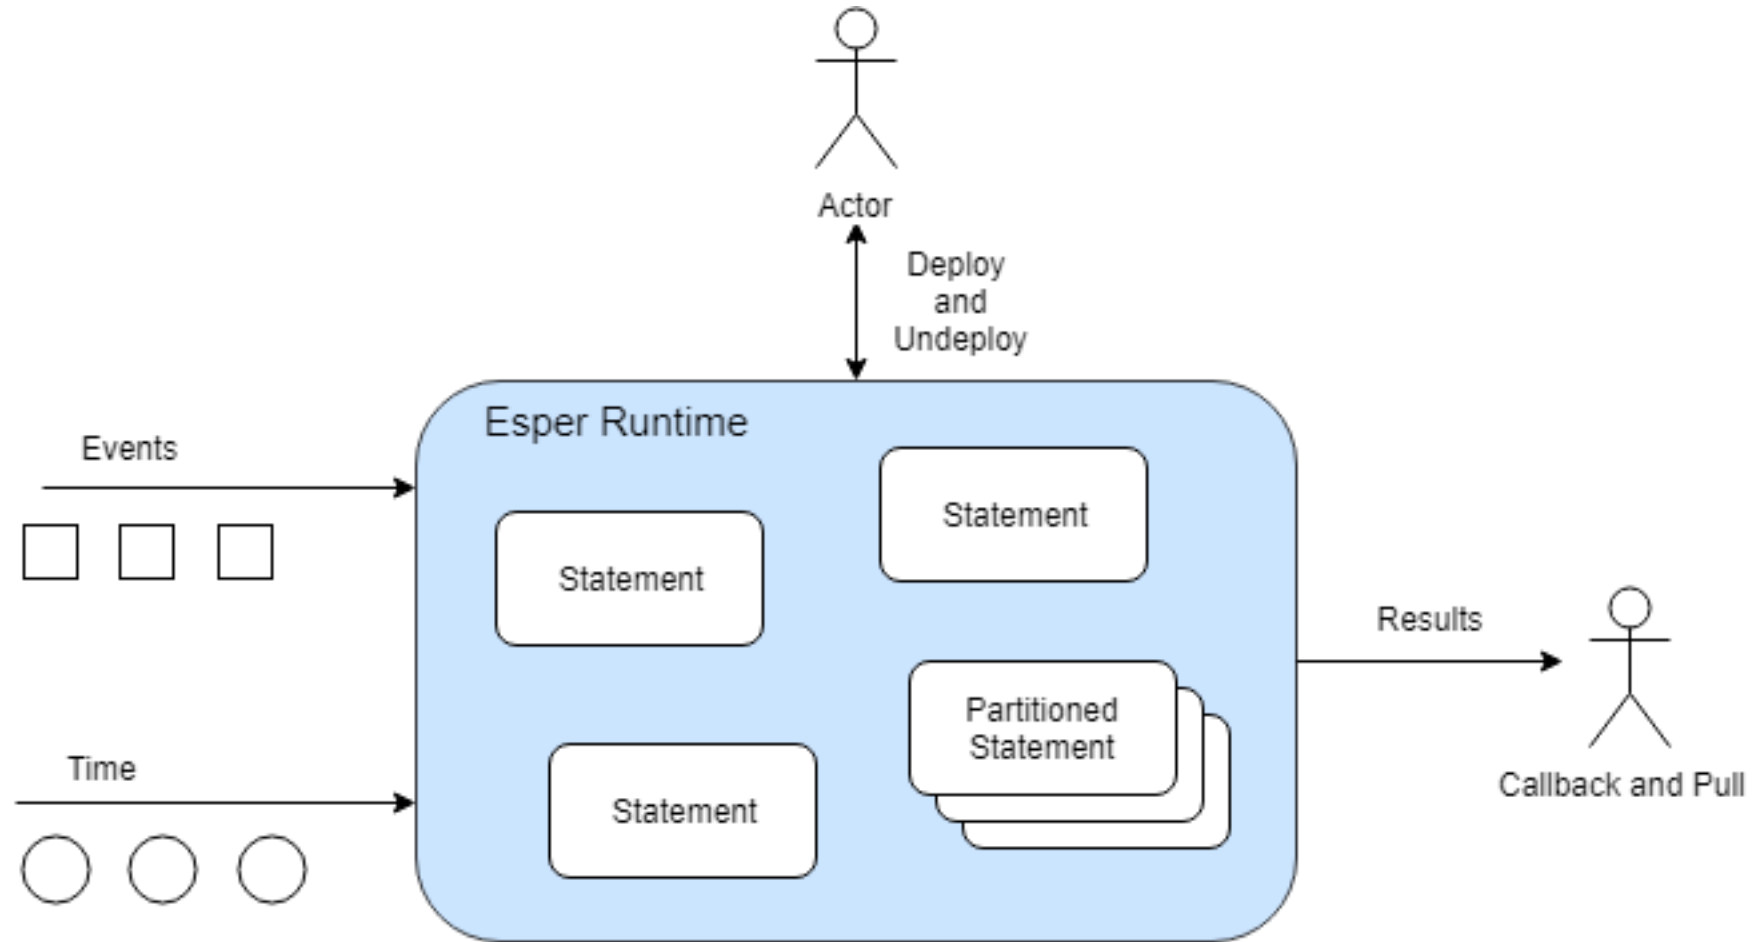 Actor
Deploy
and
Undeploy
Esper Runtime
Events
Statement
Statement
Results
Partitioned
Statement
Time
Statement
Callback and Pull